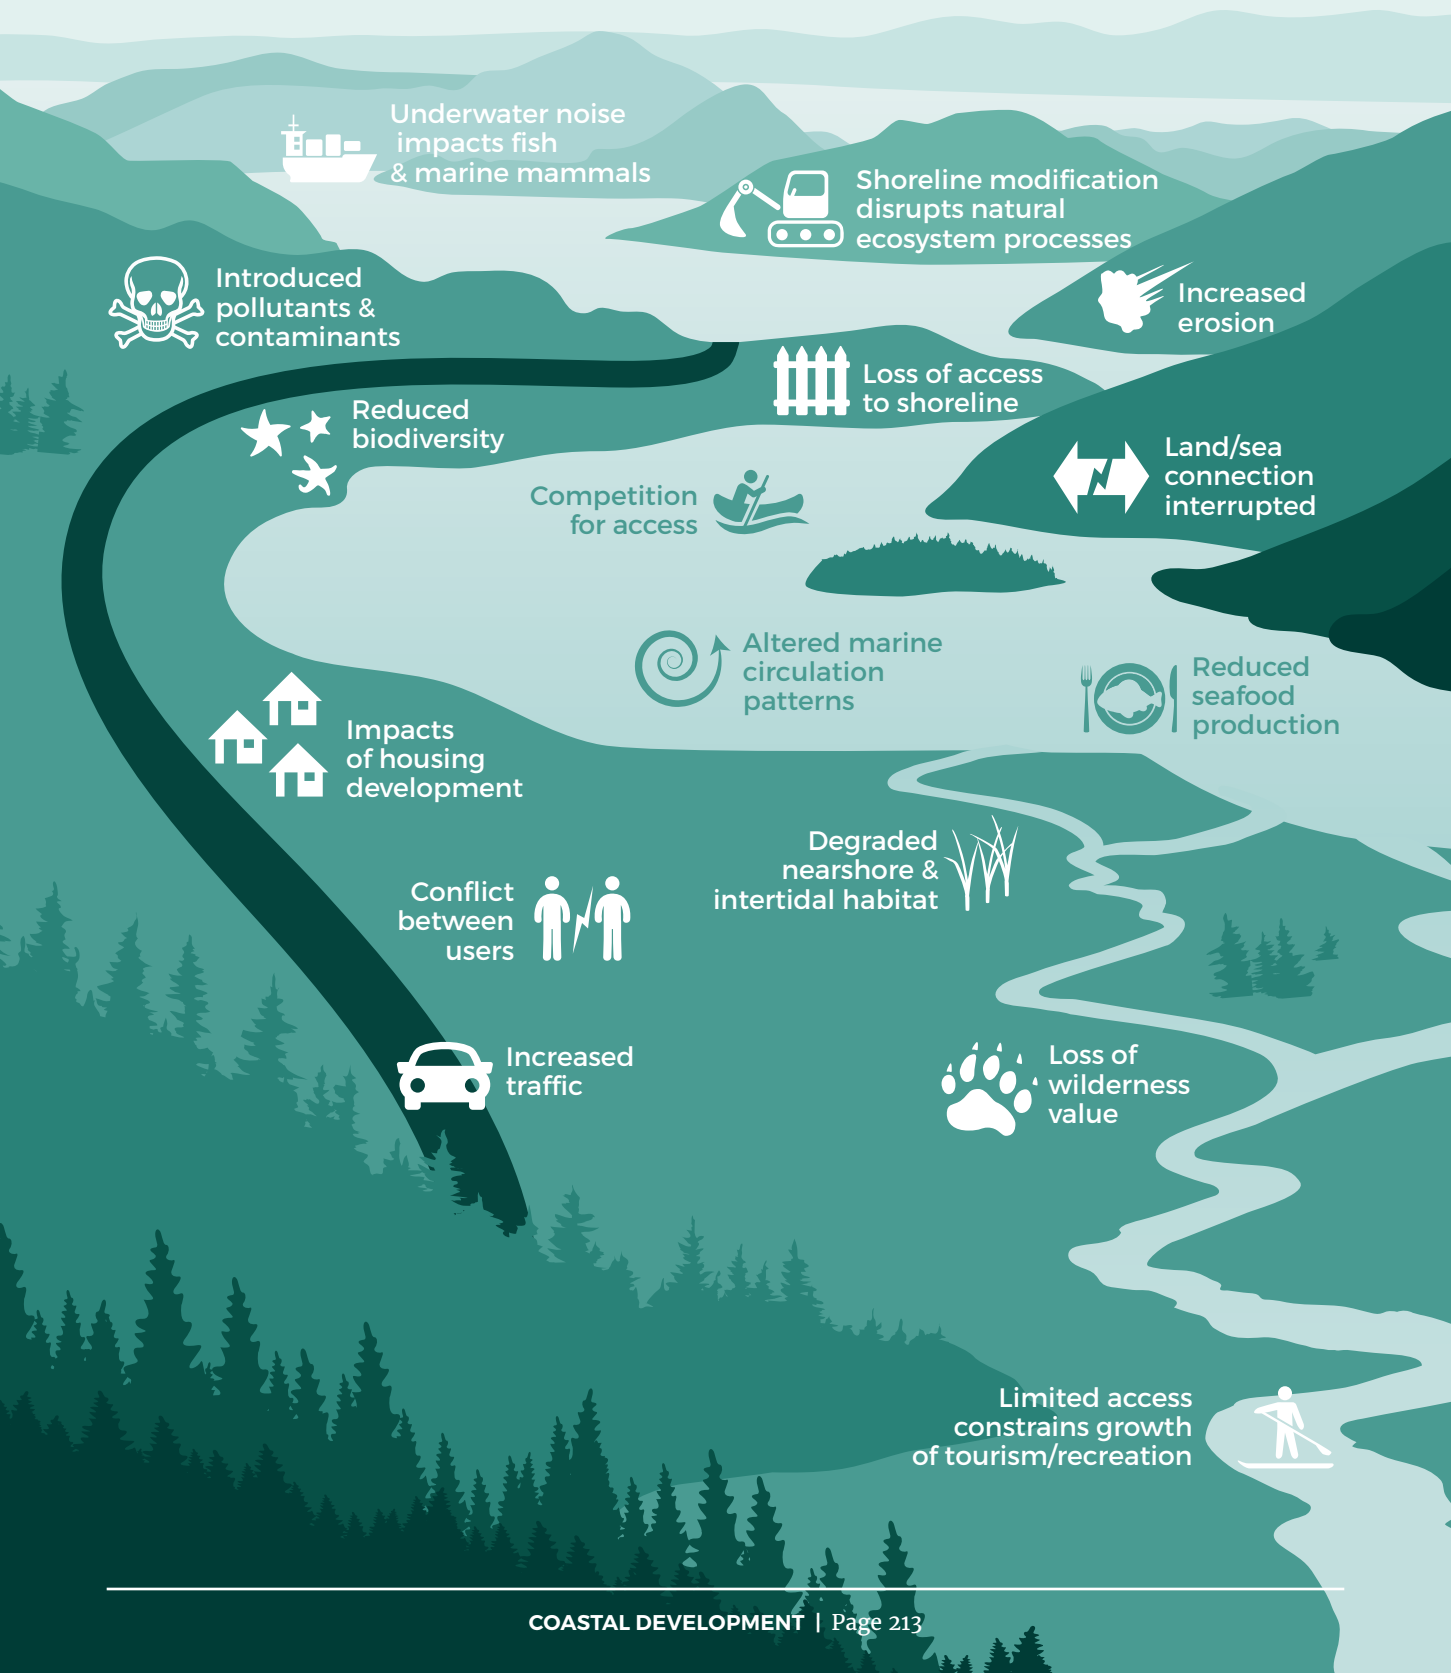 Underwater noise
impacts fish
& marine mammals
Shoreline modification
disrupts natural
ecosystem processes
Introduced
pollutants &
contaminants
Increased
erosion
Loss of access
to shoreline
Reduced
biodiversity
Land/sea
connection
interrupted
Competition
for access
Altered marine
circulation
patterns
Reduced
seafood
production
Impacts
of housing
development
Degraded
nearshore &
intertidal habitat
Conflict
between
users
Increased
traffic
Loss of
wilderness
value
Limited access
constrains growth
of tourism/recreation
COASTAL DEVELOPMENT | Page 213